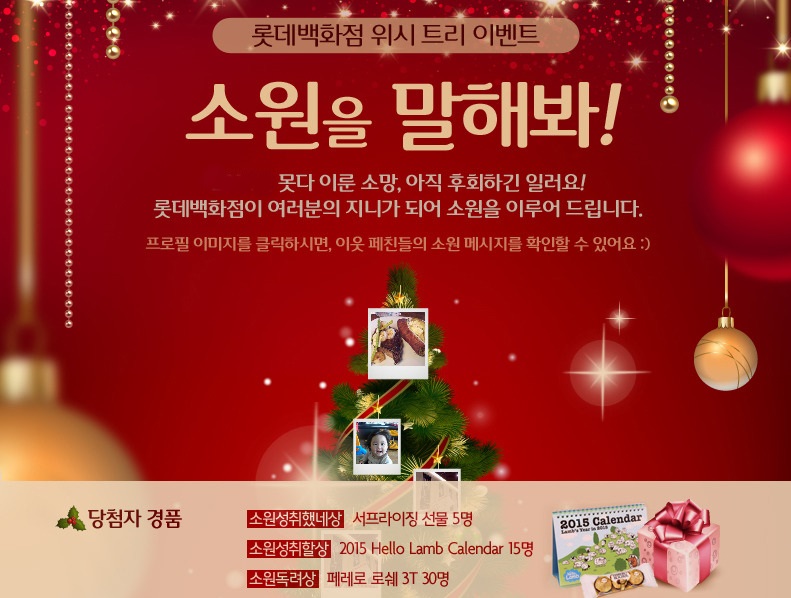 롯데백화점 위시 트리 이벤트
소원을 말해봐!
못다 이룬 소망, 아직 후회하긴 일러요!
롯데백화점이 여러분의 지니가 되어 소원을 이루어 드립니다.
프로필 이미지를 클릭하시면, 이웃 페친들의 소원 메시지를 확인할 수 있어요 :)
당첨자 경품
소원성취했네상 서프라이징 선물 5명
소원성취할상 2015 Hello Lamb Calendar 15명
소원독려상 페레로 로쉐 3T 30명
2015 Calendar
Lamb's Year in 2015